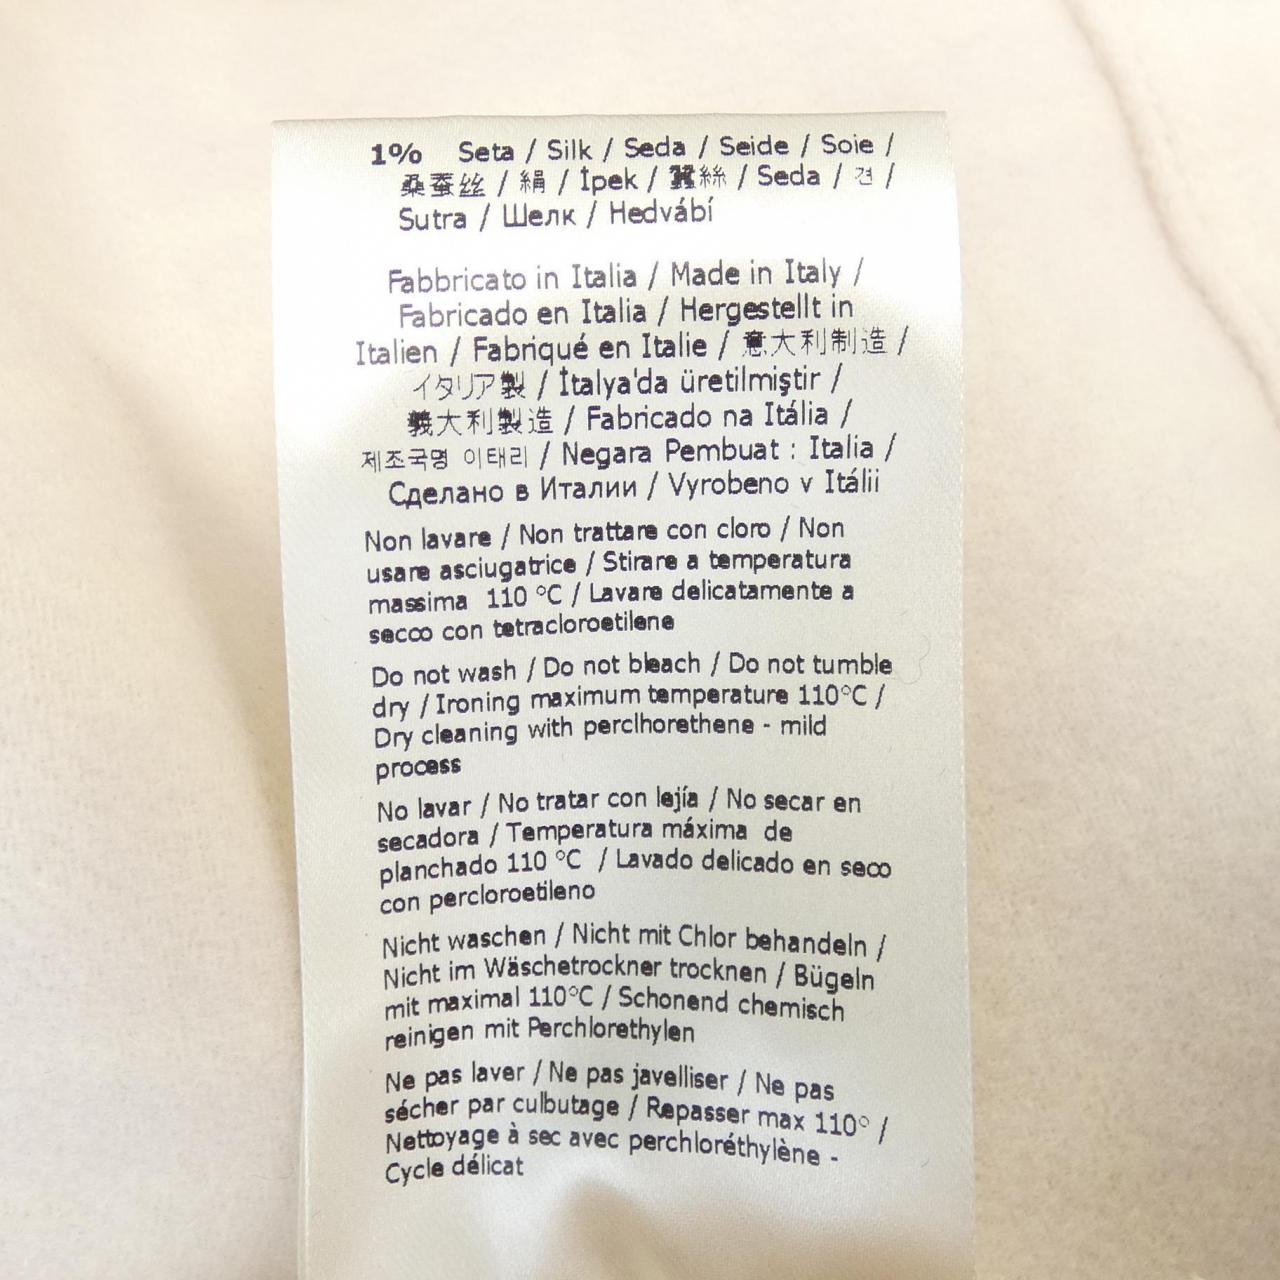 1% Seta / Silk / Seda / Seide / Soie /
桑蚕丝 / 絹 / İpek / 蠶絲 / Seda / 견 /
Sutra / Шелк / Hedvábí
Fabbricato in Italia / Made in Italy /
Fabricado en Italia / Hergestellt in
Italien / Fabriqué en Italie / 意大利制造 /
イタリア製 / İtalya'da üretilmiştir /
義大利製造 / Fabricado na Itália /
제조국명 이태리 / Negara Pembuat : Italia /
Сделано в Италии / Vyrobeno v Itálii
Non lavare / Non trattare con cloro / Non
usare asciugatrice / Stirare a temperatura
massima 110 °C / Lavare delicatamente a
secco con tetracloroetilene
Do not wash / Do not bleach / Do not tumble
dry / Ironing maximum temperature 110°C /
Dry cleaning with perclhorethene - mild
process
No lavar / No tratar con lejía / No secar en
secadora / Temperatura máxima de
planchado 110 °C / Lavado delicado en seco
con percloroetileno
Nicht waschen / Nicht mit Chlor behandeln /
Nicht im Wäschetrockner trocknen / Bügeln
mit maximal 110°C / Schonend chemisch
reinigen mit Perchlorethylen
Ne pas laver / Ne pas javelliser / Ne pas
sécher par culbutage / Repasser max 110° /
Nettoyage à sec avec perchloréthylène -
Cycle délicat